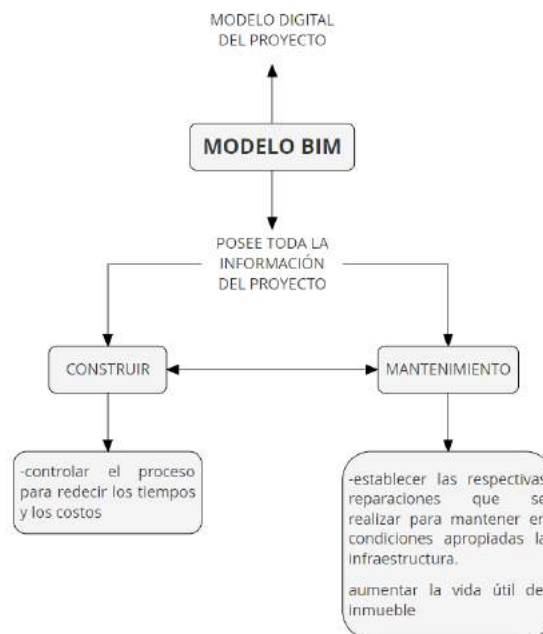 MODELO DIGITAL
DEL PROYECTO
MODELO BIM
POSEE TODA LA
INFORMACIÓN
DEL PROYECTO
CONSTRUIR
MANTENIMIENTO
-controlar el proceso
para redecir los tiempos
y los costos
-establecer las respectivas
reparaciones que se
realizar para mantener en
condiciones apropiadas la
infraestructura.
aumentar la vida útil de
inmueble